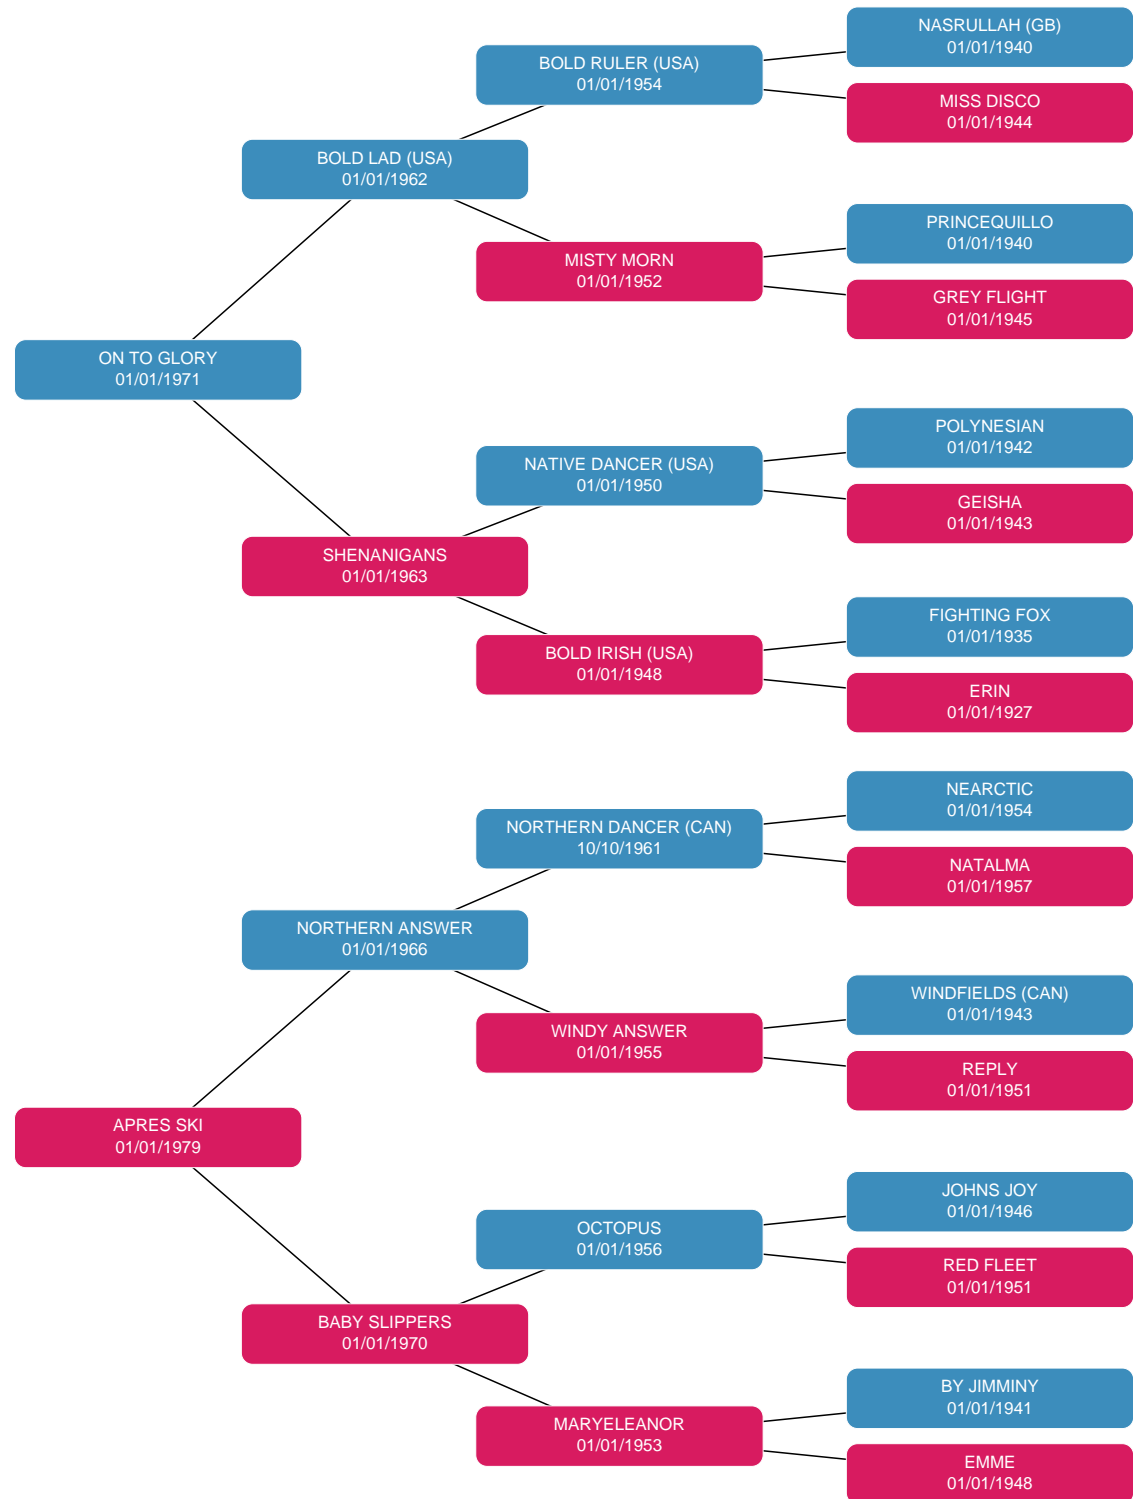 NASRULLAH (GB)
01/01/1940
BOLD RULER (USA)
01/01/1954
MISS DISCO
01/01/1944
BOLD LAD (USA)
01/01/1962
PRINCEQUILLO
01/01/1940
MISTY MORN
01/01/1952
GREY FLIGHT
01/01/1945
ON TO GLORY
01/01/1971
POLYNESIAN
01/01/1942
NATIVE DANCER (USA)
01/01/1950
GEISHA
01/01/1943
SHENANIGANS
01/01/1963
FIGHTING FOX
01/01/1935
BOLD IRISH (USA)
01/01/1948
ERIN
01/01/1927
NEARCTIC
01/01/1954
NORTHERN DANCER (CAN)
10/10/1961
NATALMA
01/01/1957
NORTHERN ANSWER
01/01/1966
WINDFIELDS (CAN)
01/01/1943
WINDY ANSWER
01/01/1955
REPLY
01/01/1951
APRES SKI
01/01/1979
JOHNS JOY
01/01/1946
OCTOPUS
01/01/1956
RED FLEET
01/01/1951
BABY SLIPPERS
01/01/1970
BY JIMMINY
01/01/1941
MARYELEANOR
01/01/1953
EMME
01/01/1948